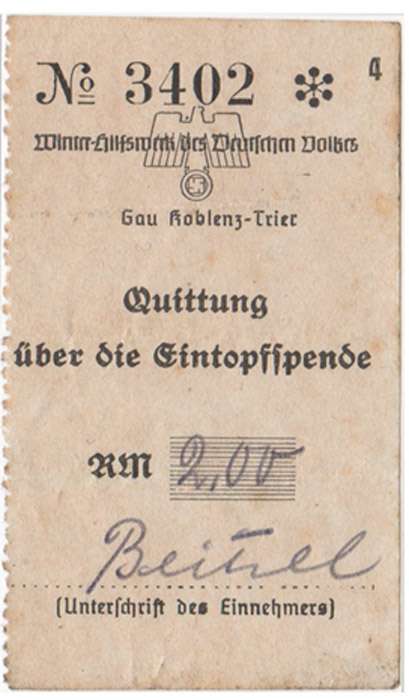 № 3402 * 4
Winter-Hilfswerk des Deutschen Volkes
Gau Koblenz-Trier
Quittung
über die Eintopfspende
RM 2,00
(Unterschrift des Einnehmers)